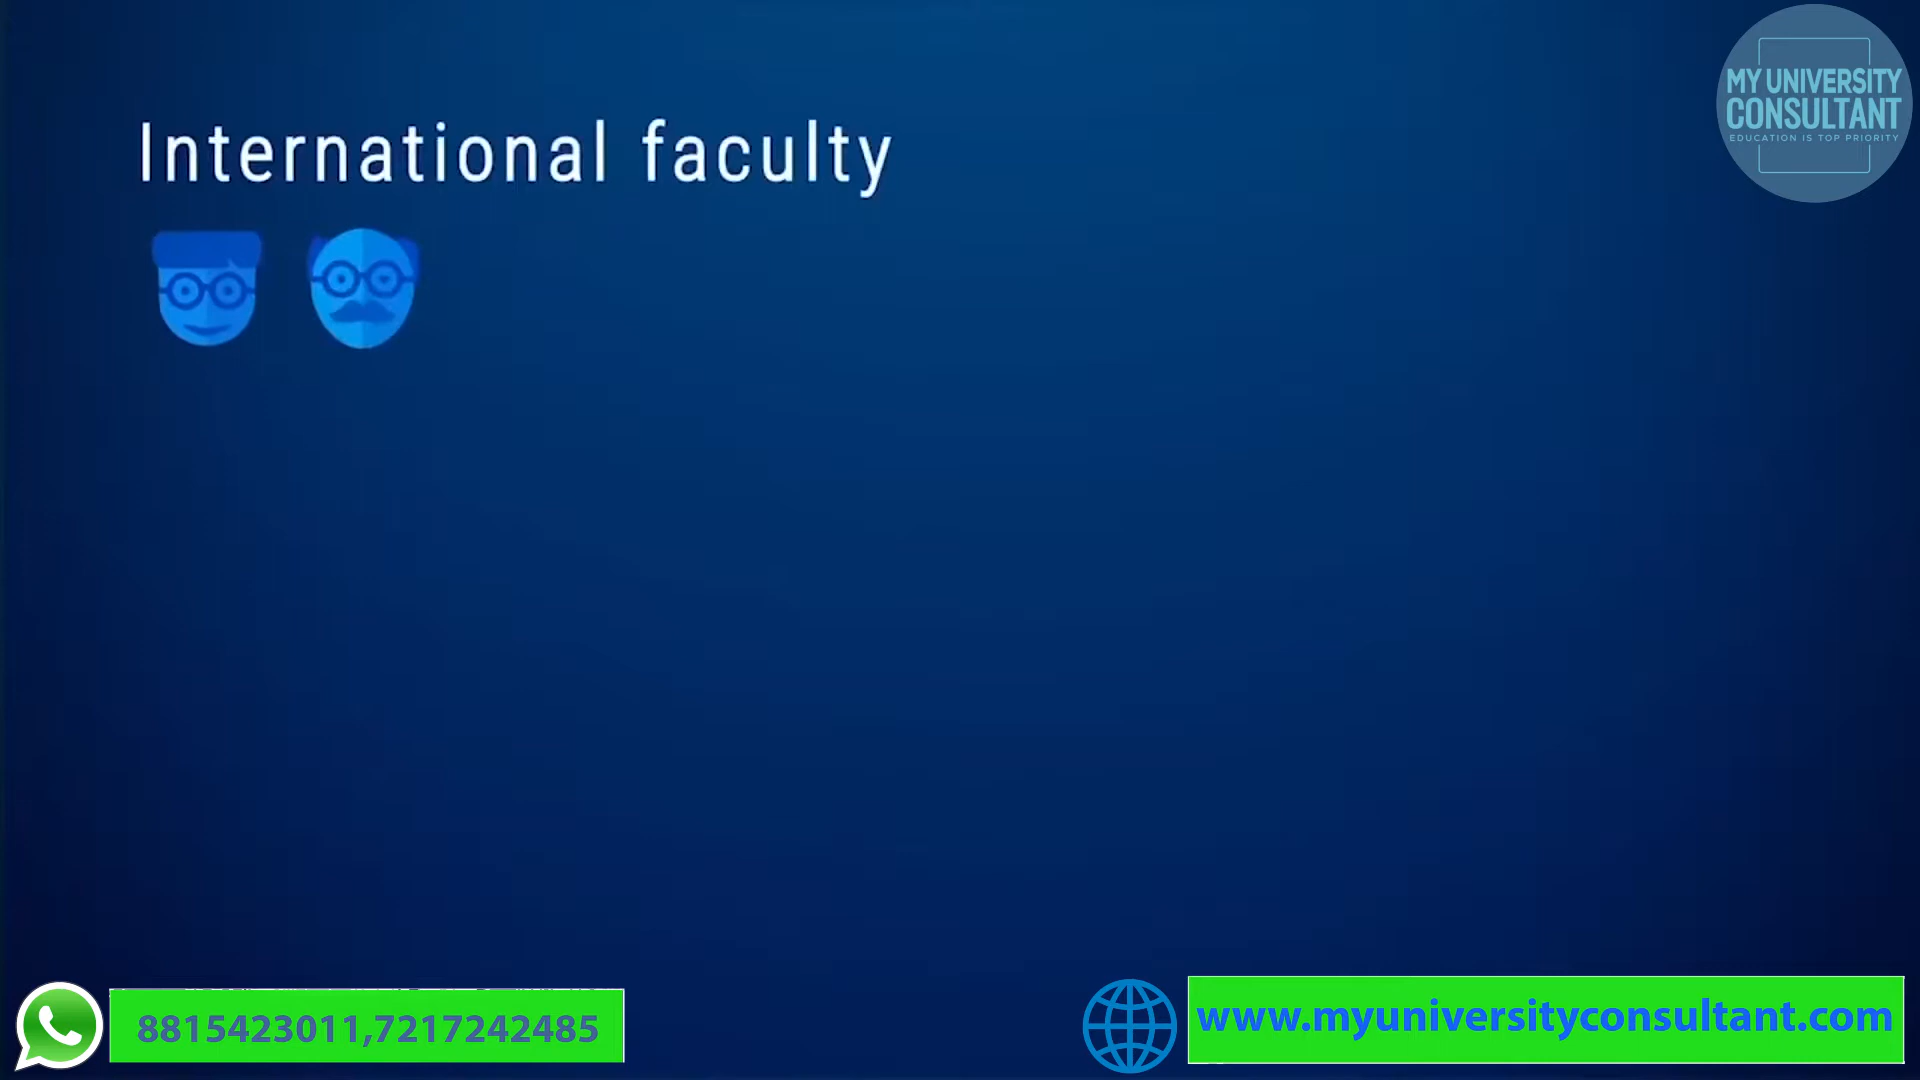 International faculty
MY UNIVERSITY
CONSULTANT
EDUCATION IS TOP PRIORITY
8815423011,7217242485
www.myuniversityconsultant.com